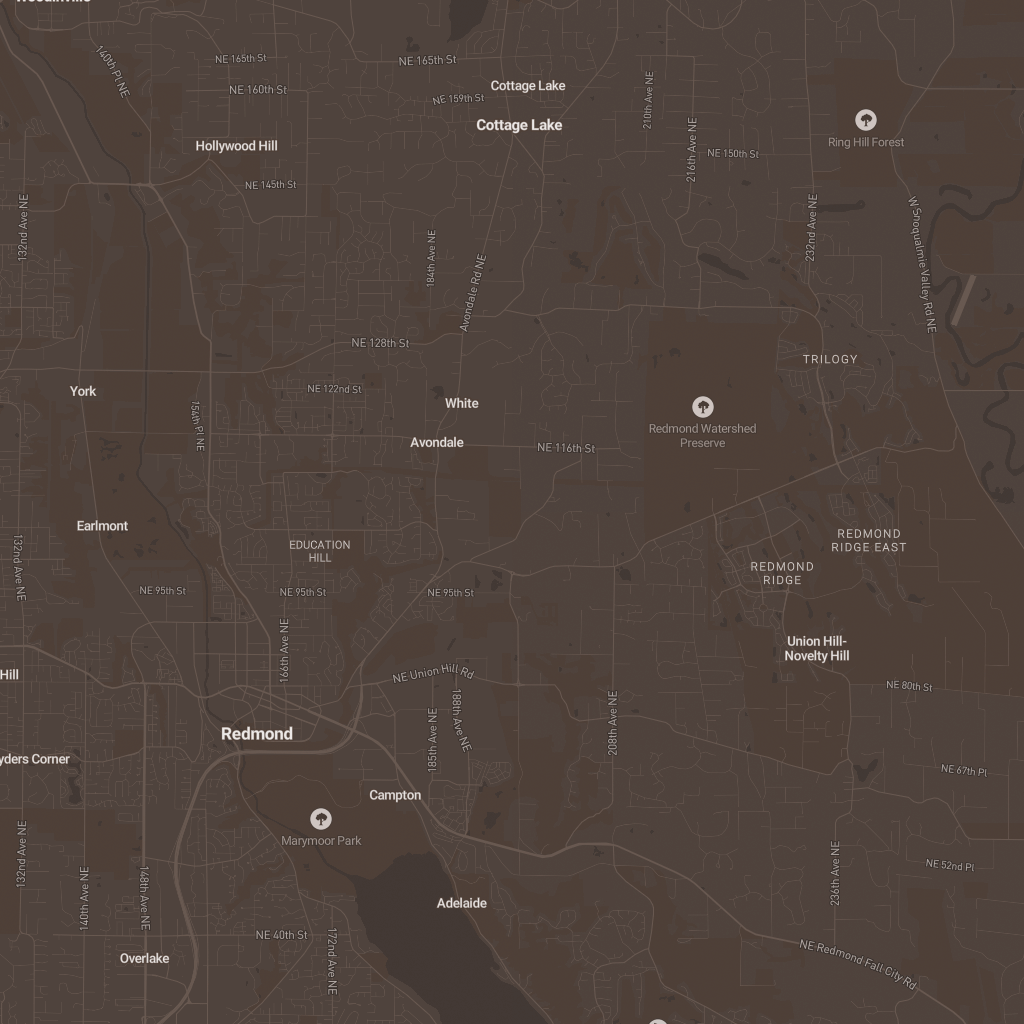 Woodinville
140th Pl NE
NE 165th St
NE 165th St
NE 160th St
NE 159th St
Cottage Lake
Cottage Lake
210th Ave NE
216th Ave NE
NE 150th St
Ring Hill Forest
Hollywood Hill
NE 145th St
132nd Ave NE
184th Ave NE
Avondale Rd NE
232nd Ave NE
W Snoqualmie Valley Rd NE
NE 128th St
TRILOGY
York
NE 122nd St
White
154th Pl NE
Avondale
NE 116th St
Redmond Watershed
Preserve
Earlmont
EDUCATION
HILL
REDMOND
RIDGE EAST
REDMOND
RIDGE
132nd Ave NE
NE 95th St
NE 95th St
NE 95th St
166th Ave NE
Union Hill-
Novelty Hill
Hill
NE Union Hill Rd
NE 80th St
188th Ave NE
185th Ave NE
208th Ave NE
Redmond
yders Corner
NE 67th Pl
Campton
Marymoor Park
132nd Ave NE
140th Ave NE
148th Ave NE
236th Ave NE
NE 52nd Pl
Adelaide
NE 40th St
172nd Ave NE
Overlake
NE Redmond Fall City Rd